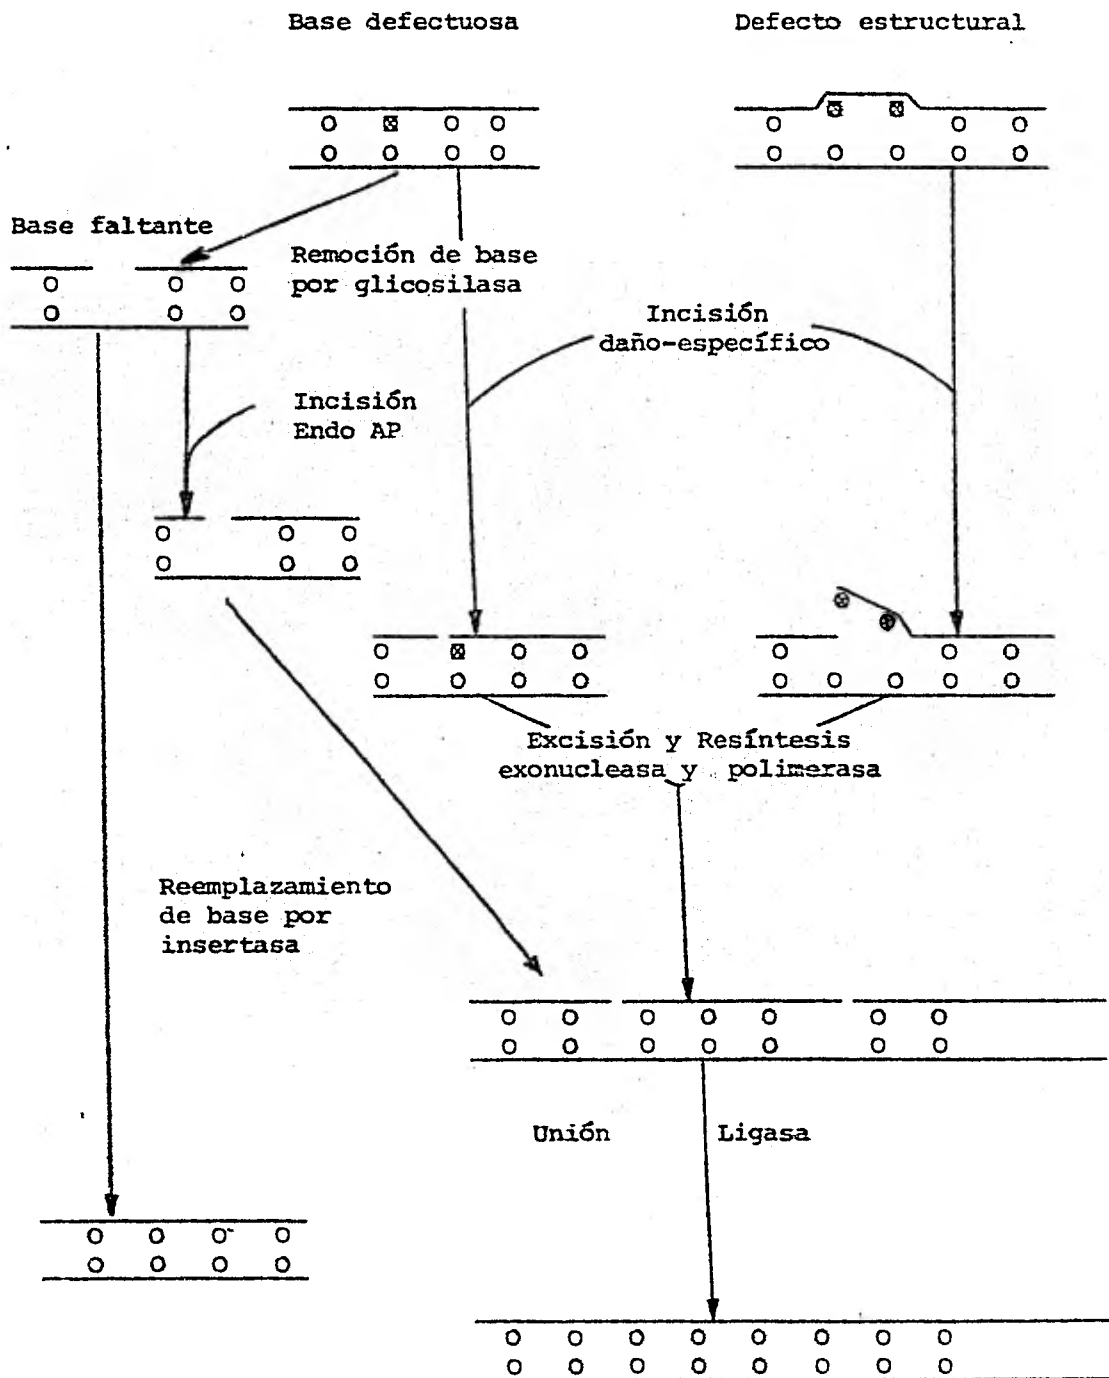 Base defectuosa
Defecto estructural
Base faltante
Remoción de base
por glicosilasa
Incisión
daño-específico
Incisión
Endo AP
Excisión y Resíntesis
exonucleasa y polimerasa
Reemplazamiento
de base por
insertasa
Unión
Ligasa